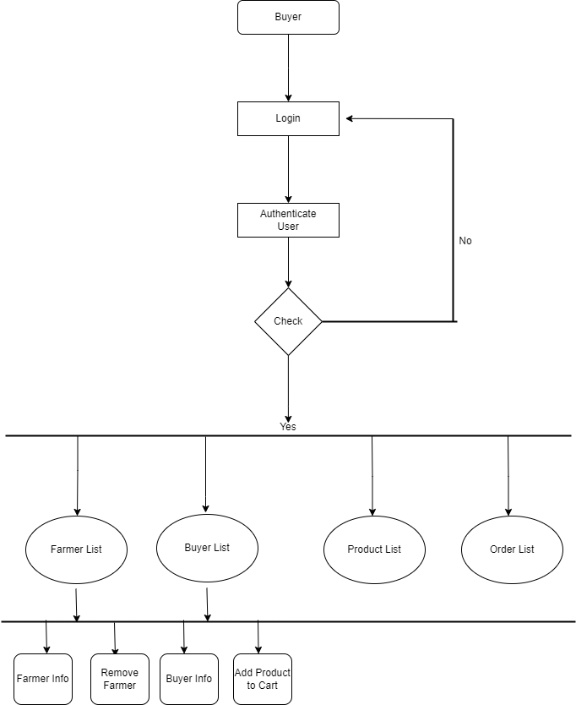 Buyer
Login
Authenticate
User
No
Check
Yes
Farmer List
Buyer List
Product List
Order List
Farmer Info
Remove
Farmer
Buyer Info
Add Product
to Cart